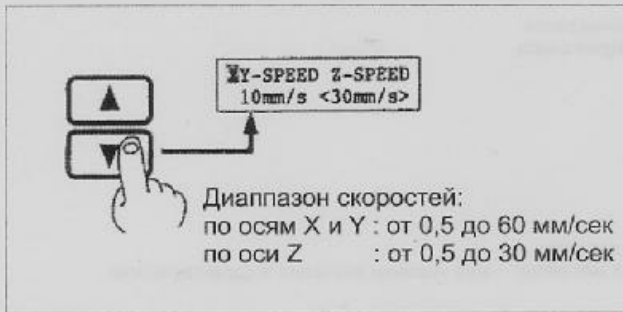 XY-SPEED Z-SPEED
10mm/s <30mm/s>
Диаппазон скоростей:
по осям X и Y : от 0,5 до 60 мм/сек
по оси Z : от 0,5 до 30 мм/сек